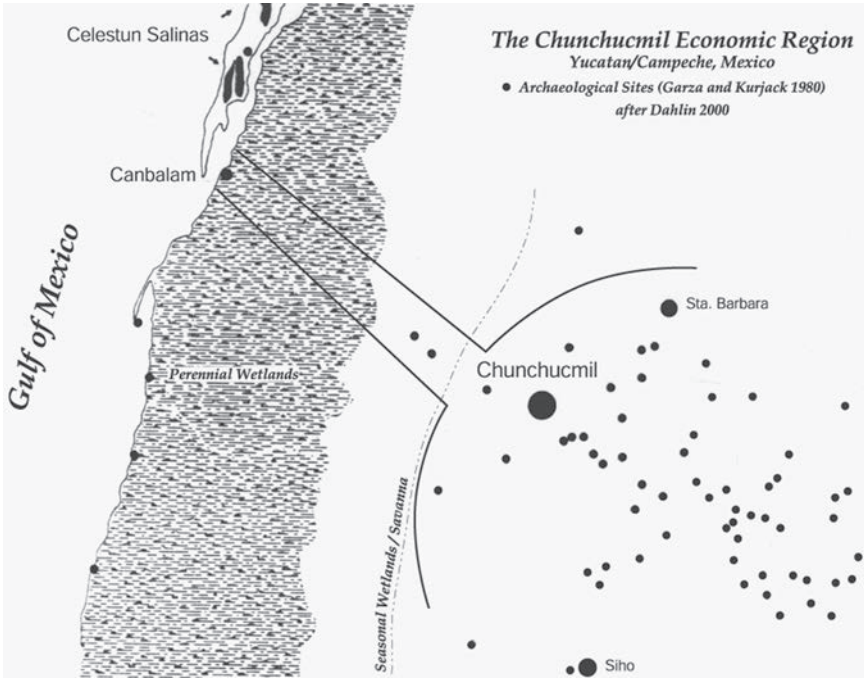 Celestun Salinas
The Chunchucmil Economic Region
Yucatan/Campeche, Mexico
Archaeological Sites (Garza and Kurjack 1980)
after Dahlin 2000
Canbalam
Gulf of Mexico
Sta. Barbara
Perennial Wetlands
Chunchucmil
Seasonal Wetlands / Savanna
Siho